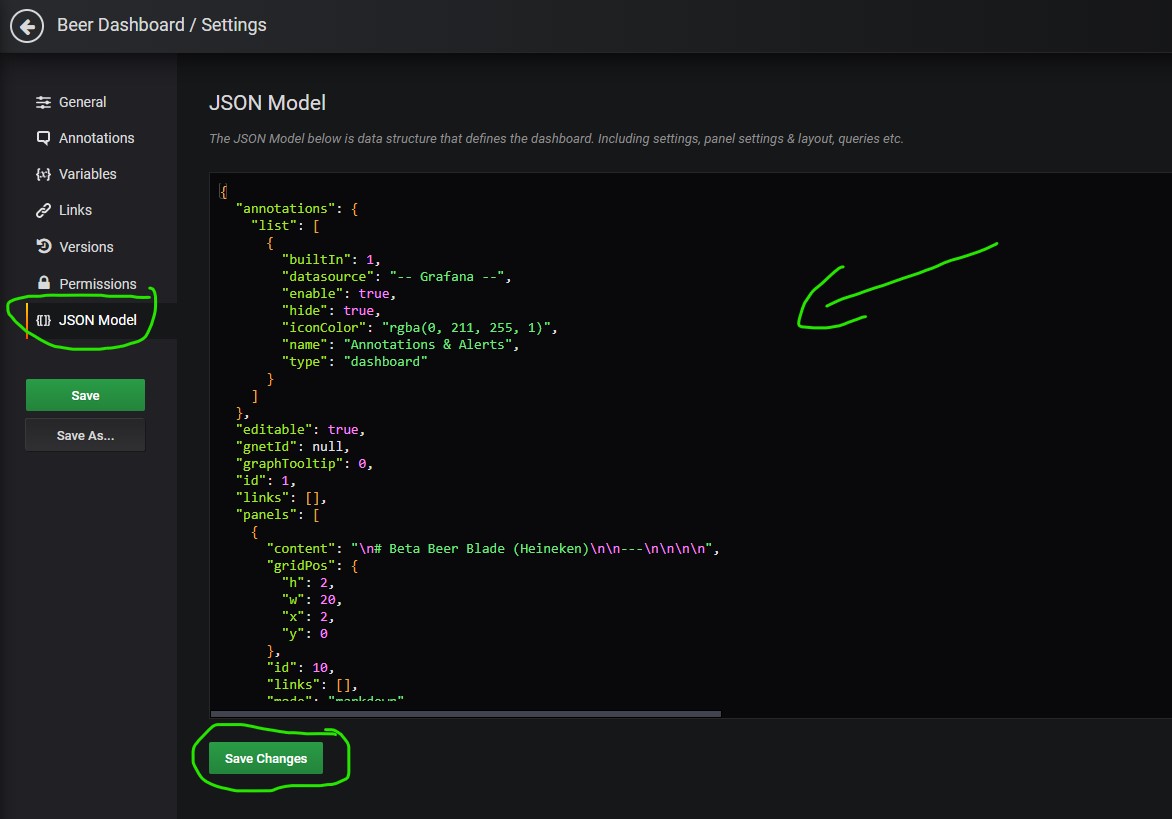 Beer Dashboard / Settings
General
Annotations
Variables
Links
Versions
Permissions
JSON Model
Save
Save As...
JSON Model
The JSON Model below is data structure that defines the dashboard. Including settings, panel settings & layout, queries etc.
{
"annotations": {
"list": [
{
"builtIn": 1,
"datasource": "-- Grafana --",
"enable": true,
"hide": true,
"iconColor": "rgba(0, 211, 255, 1)",
"name": "Annotations & Alerts",
"type": "dashboard"
}
]
},
"editable": true,
"gnetId": null,
"graphTooltip": 0,
"id": 1,
"links": [],
"panels": [
{
"content": "\n# Beta Beer Blade (Heineken)\n\n---\n\n\n\n",
"gridPos": {
"h": 2,
"w": 20,
"x": 2,
"y": 0
},
"id": 10,
"links": [],
"mode": "markdown"
Save Changes